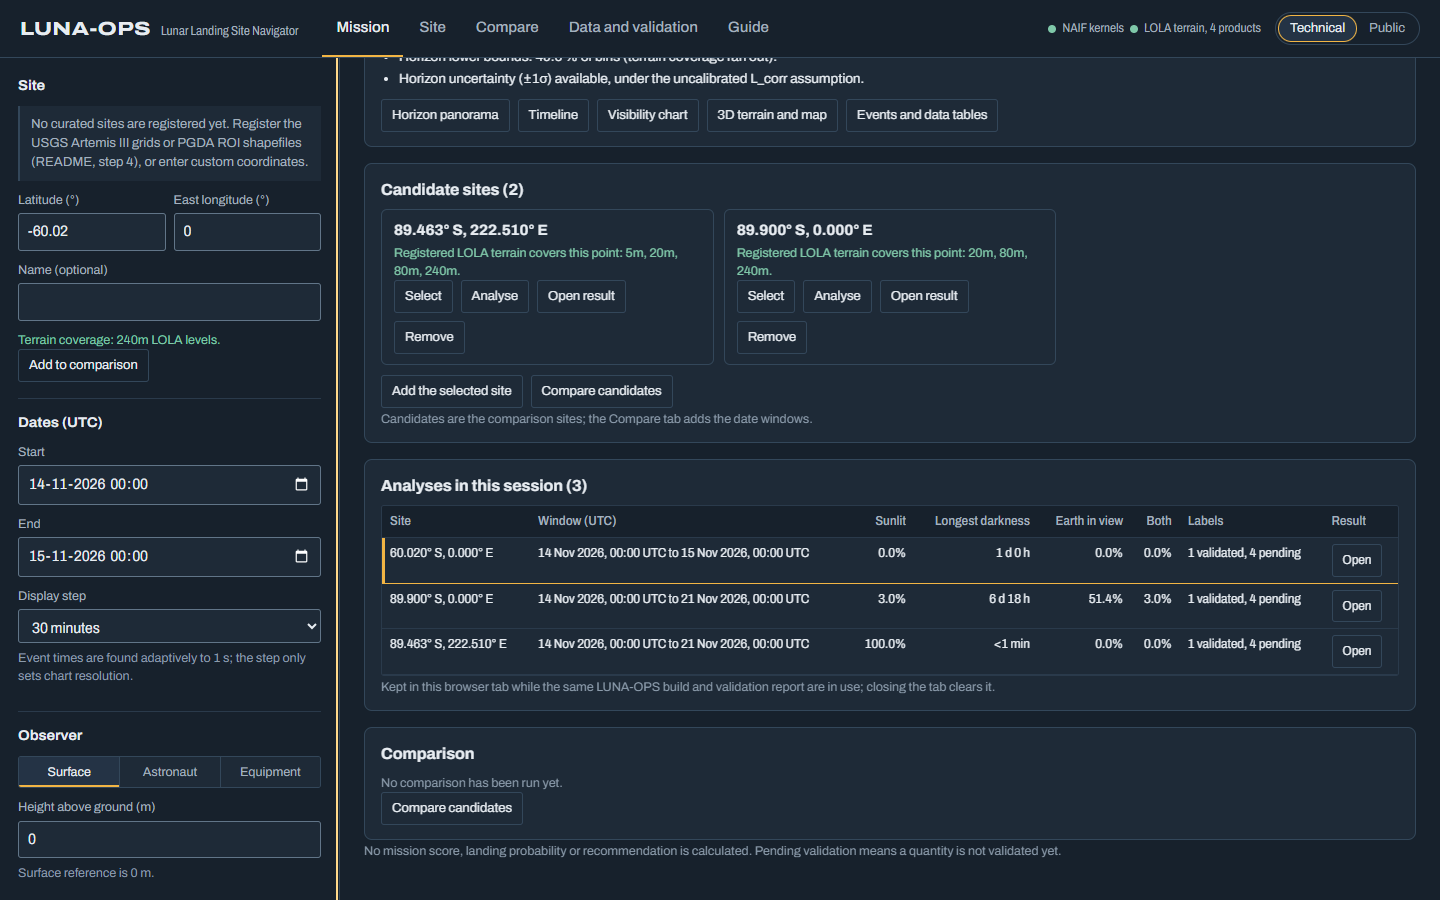 LUNA-OPS Lunar Landing Site Navigator
Mission
Site
Compare
Data and validation
Guide
NAIF kernels
LOLA terrain, 4 products
Technical
Public
Site
No curated sites are registered yet. Register the
USGS Artemis III grids or PGDA ROI shapefiles
(README, step 4), or enter custom coordinates.
Latitude (°)
East longitude (°)
-60.02
0
Name (optional)
Terrain coverage: 240m LOLA levels.
Add to comparison
Dates (UTC)
Start
14-11-2026 00:00
End
15-11-2026 00:00
Display step
30 minutes
Event times are found adaptively to 1 s; the step only
sets chart resolution.
Observer
Surface
Astronaut
Equipment
Height above ground (m)
0
Surface reference is 0 m.
Horizon lower bounds: 49.6 % of bins (terrain coverage ran out).
Horizon uncertainty (±1σ) available, under the uncalibrated L_corr assumption.
Horizon panorama
Timeline
Visibility chart
3D terrain and map
Events and data tables
Candidate sites (2)
89.463° S, 222.510° E
Registered LOLA terrain covers this point: 5m, 20m,
80m, 240m.
Select
Analyse
Open result
Remove
89.900° S, 0.000° E
Registered LOLA terrain covers this point: 20m, 80m,
240m.
Select
Analyse
Open result
Remove
Add the selected site
Compare candidates
Candidates are the comparison sites; the Compare tab adds the date windows.
Analyses in this session (3)
Site Window (UTC) Sunlit Longest darkness Earth in view Both Labels Result
60.020° S, 0.000° E 14 Nov 2026, 00:00 UTC to 15 Nov 2026, 00:00 UTC 0.0% 1 d 0 h 0.0% 0.0% 1 validated, 4 pending Open
89.900° S, 0.000° E 14 Nov 2026, 00:00 UTC to 21 Nov 2026, 00:00 UTC 3.0% 6 d 18 h 51.4% 3.0% 1 validated, 4 pending Open
89.463° S, 222.510° E 14 Nov 2026, 00:00 UTC to 21 Nov 2026, 00:00 UTC 100.0% <1 min 0.0% 0.0% 1 validated, 4 pending Open
Kept in this browser tab while the same LUNA-OPS build and validation report are in use; closing the tab clears it.
Comparison
No comparison has been run yet.
Compare candidates
No mission score, landing probability or recommendation is calculated. Pending validation means a quantity is not validated yet.